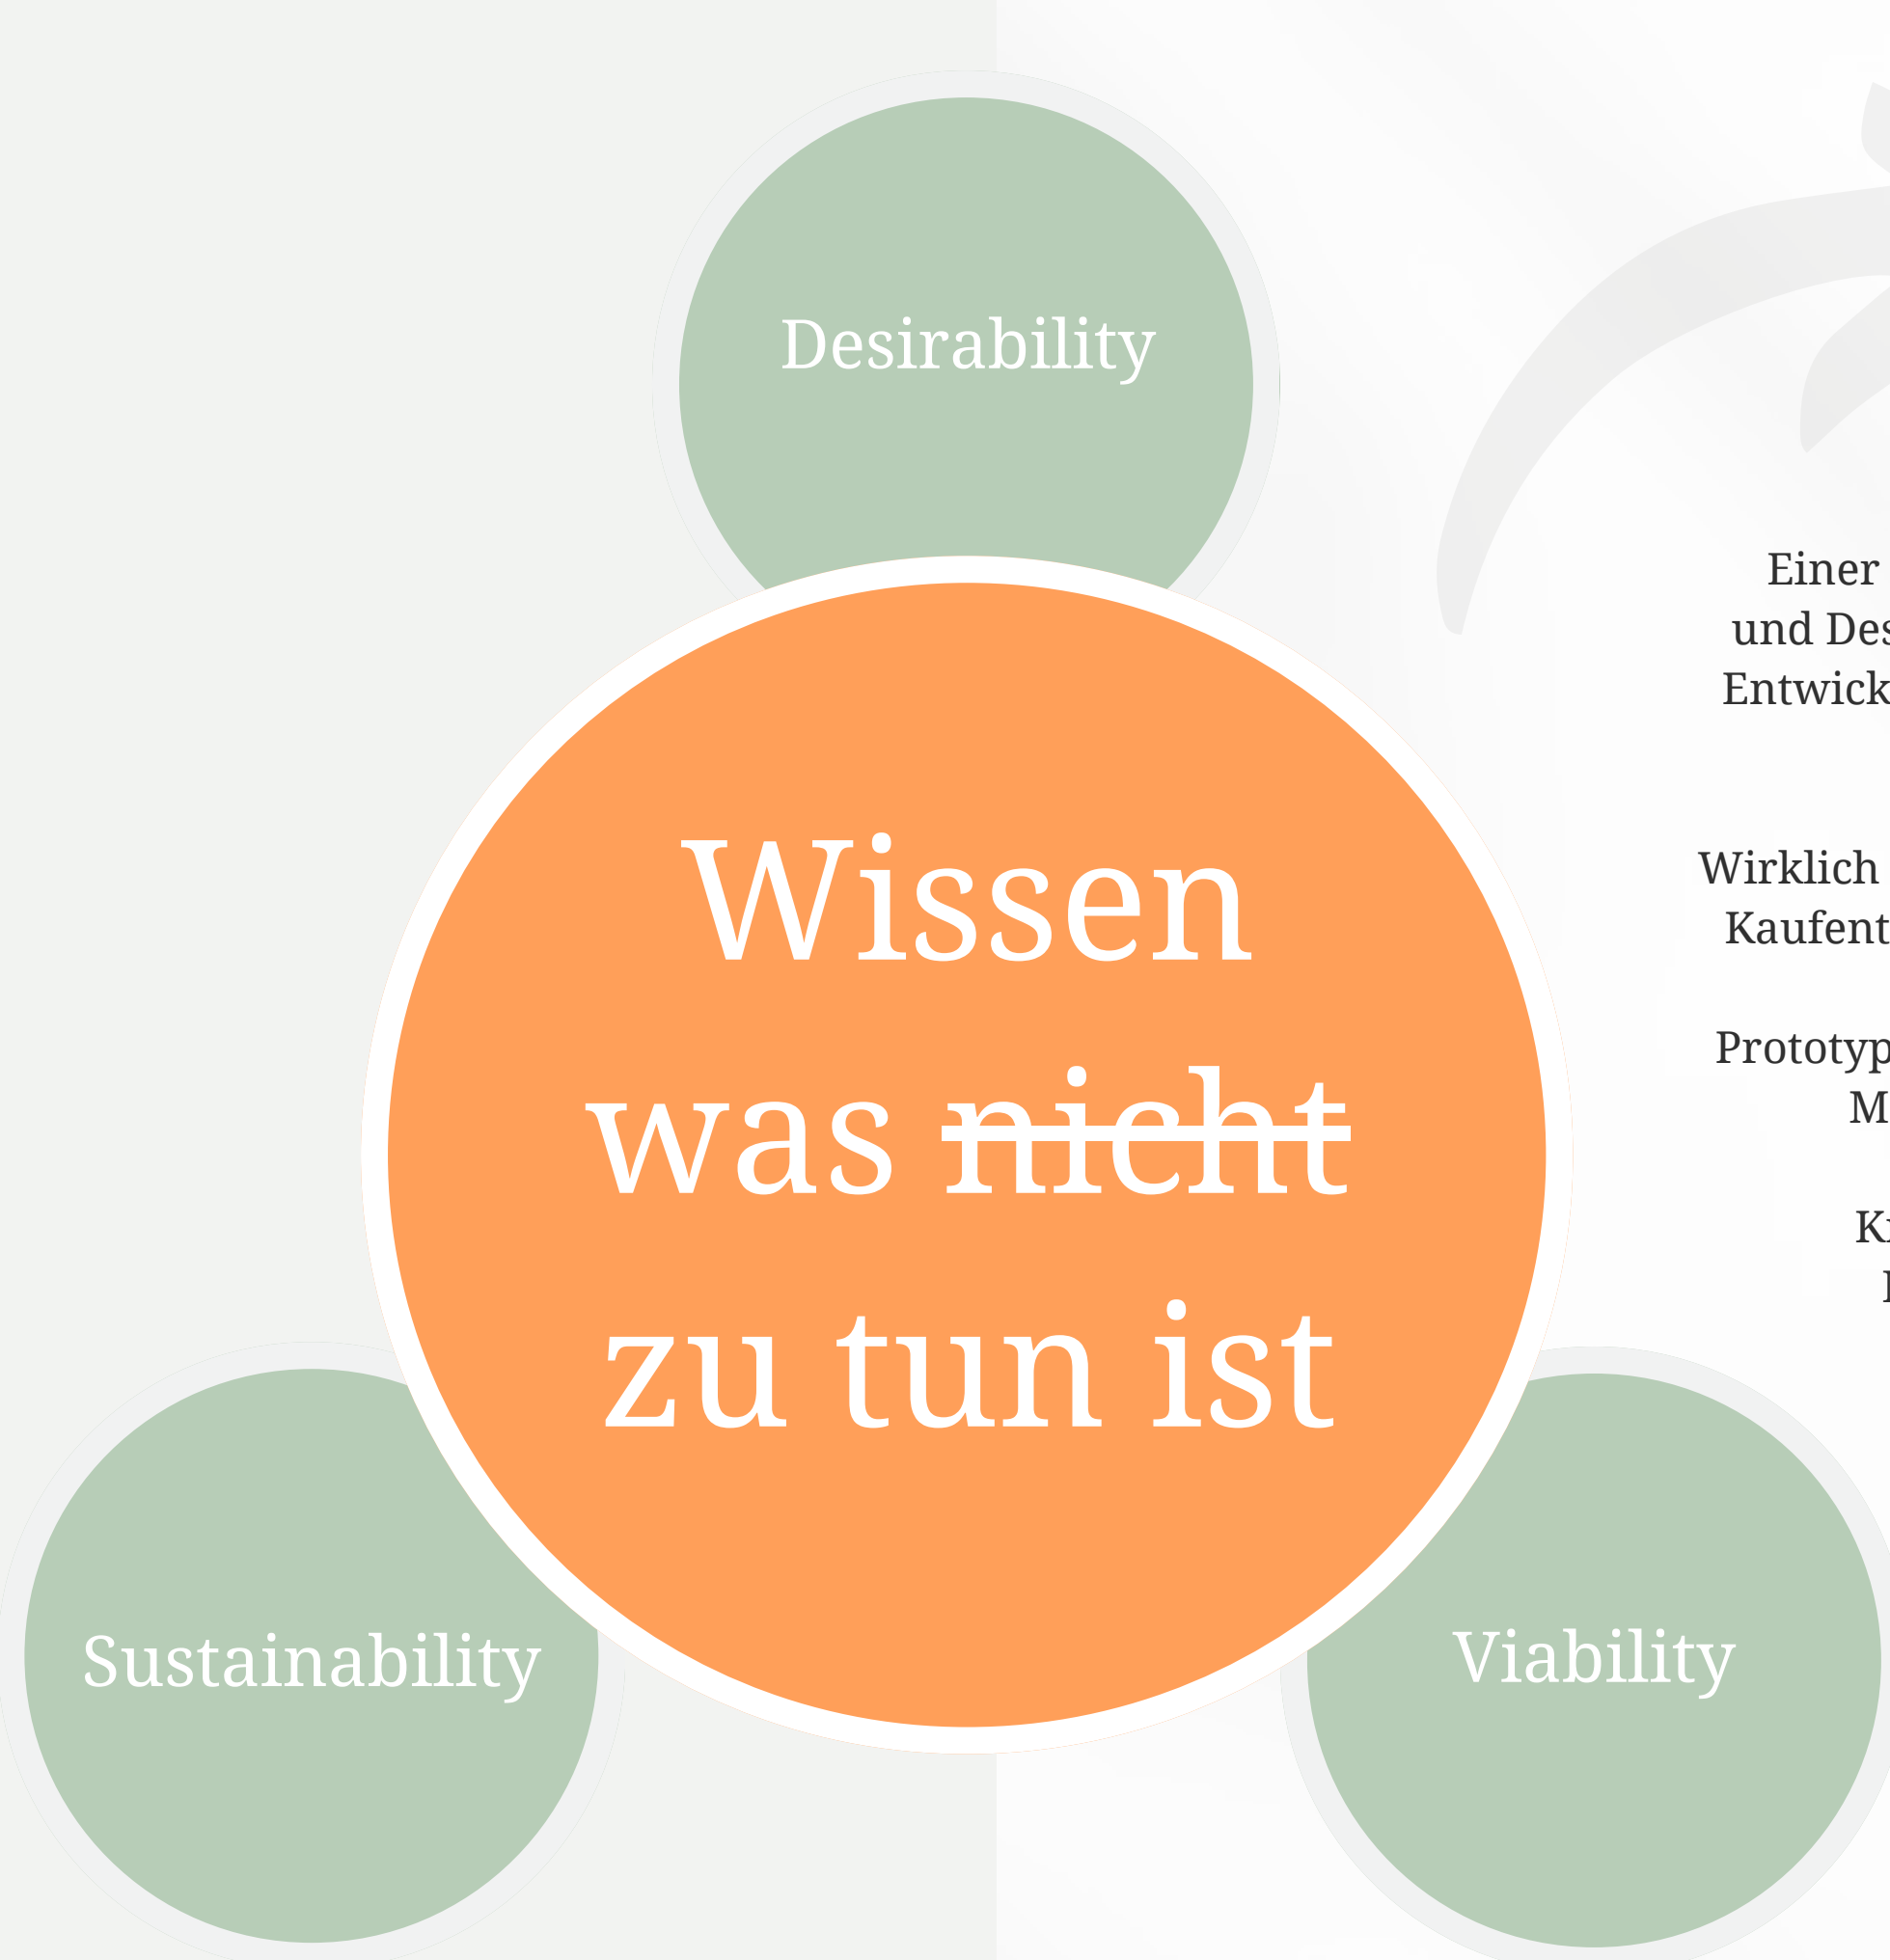 Desirability
Einer
und Des
Entwick
Wissen
was nicht
zu tun ist
Wirklich
Kaufent
Prototyp
M
Sustainability
Viability